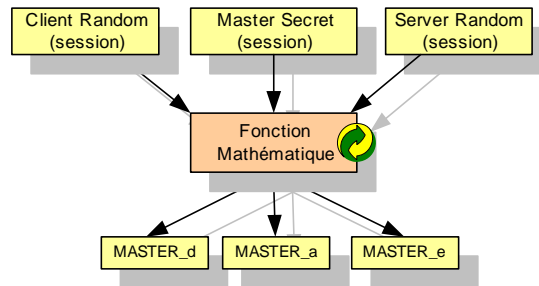 Client Random
(session)
Master Secret
(session)
Server Random
(session)
Fonction
Mathématique
MASTER_d
MASTER_a
MASTER_e